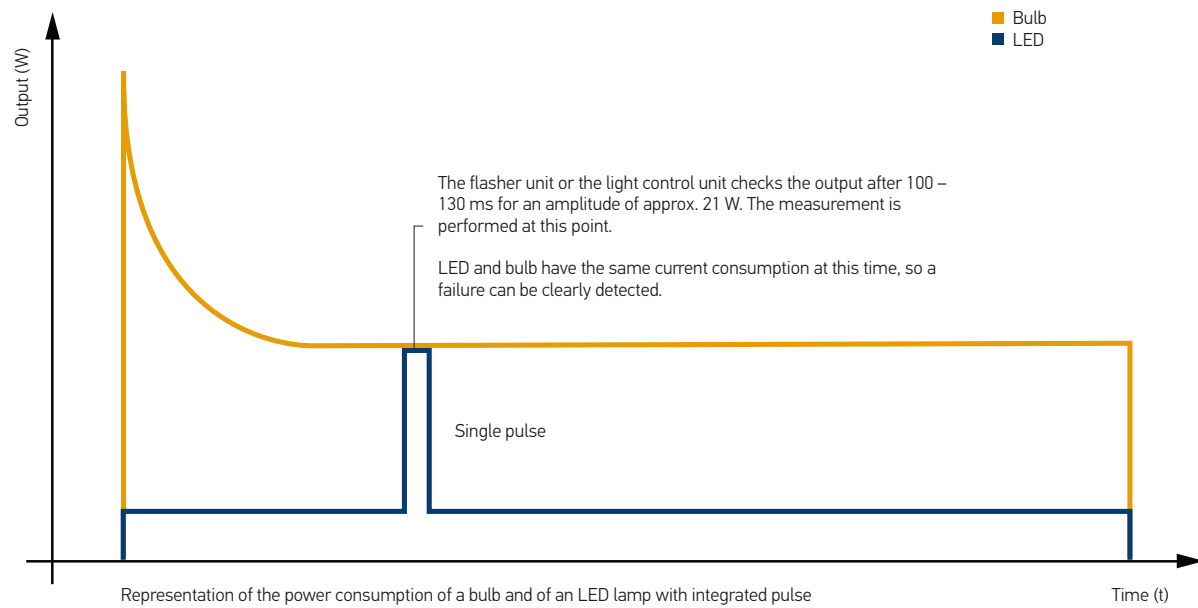 Bulb
LED
Output (W)
The flasher unit or the light control unit checks the output after 100 –
130 ms for an amplitude of approx. 21 W. The measurement is
performed at this point.
LED and bulb have the same current consumption at this time, so a
failure can be clearly detected.
Single pulse
Representation of the power consumption of a bulb and of an LED lamp with integrated pulse
Time (t)